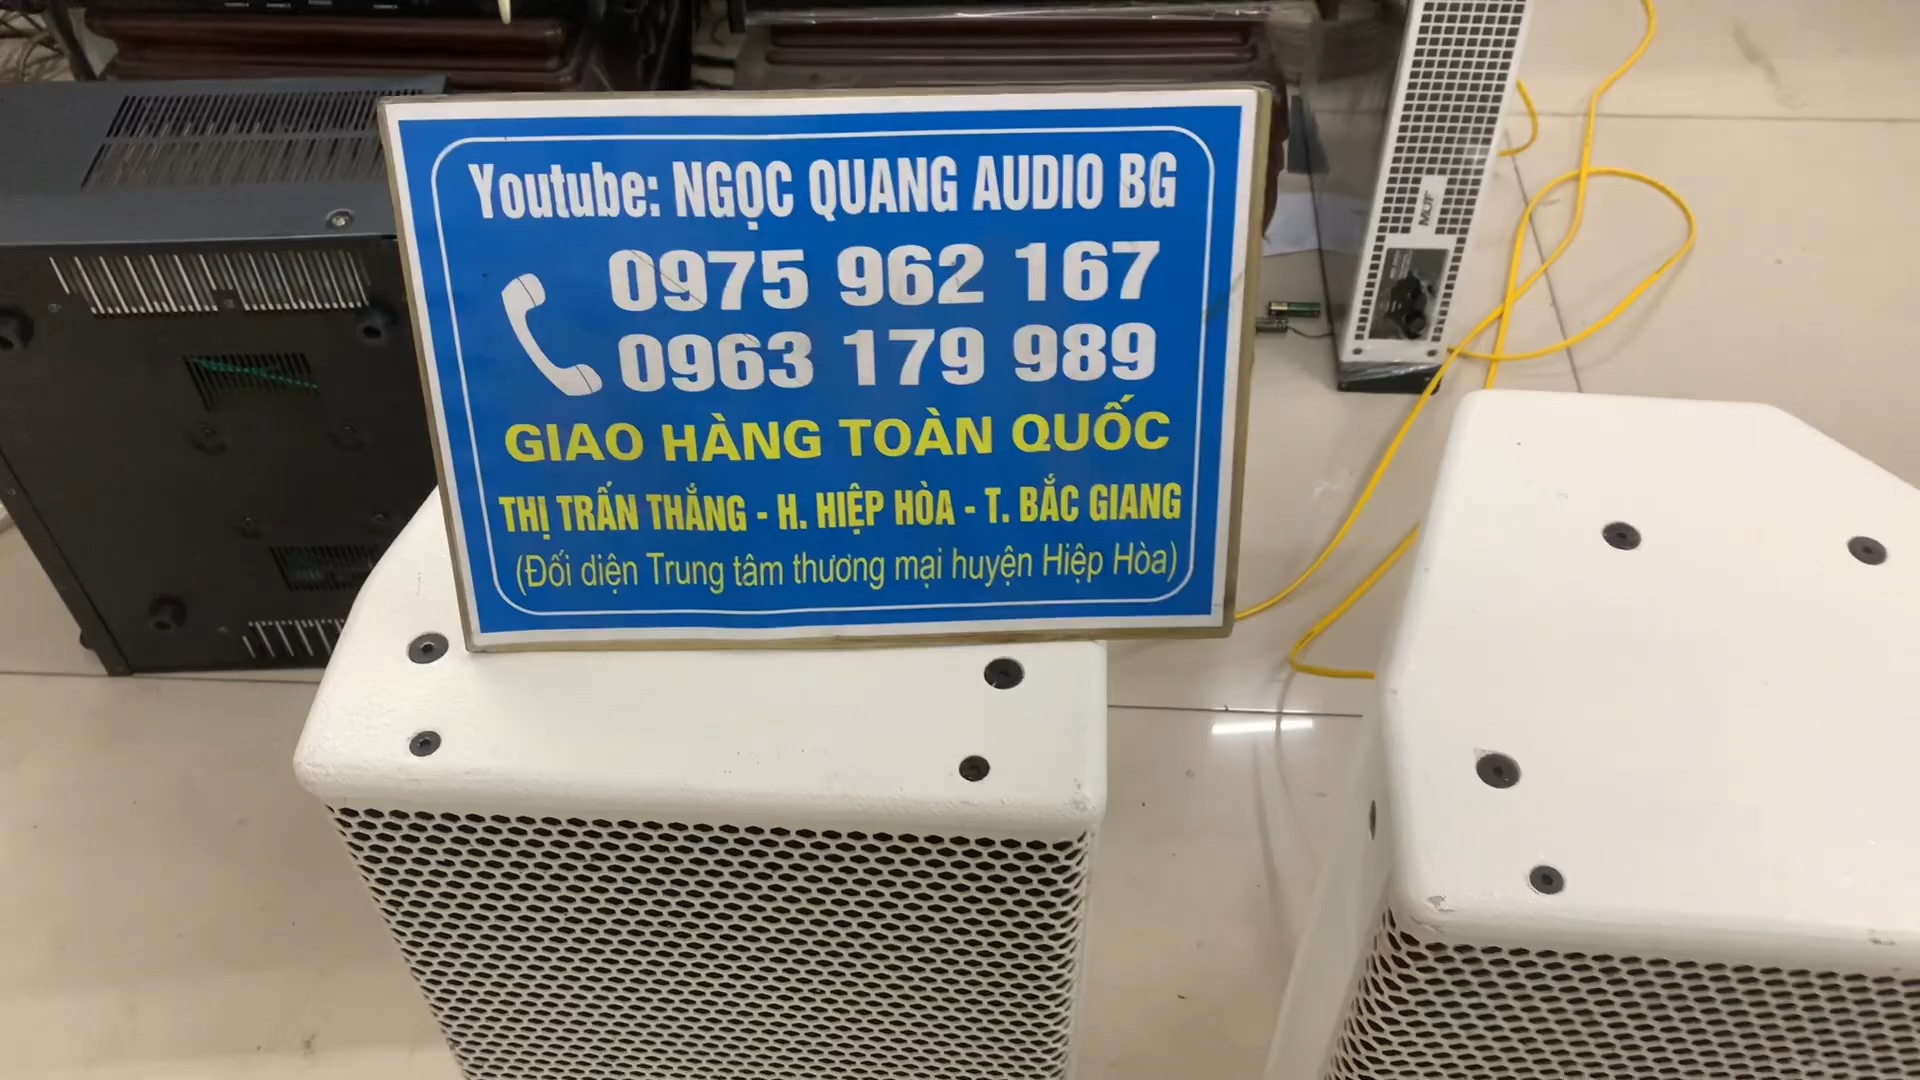 Youtube: NGỌC QUANG AUDIO BG
0975 962 167
0963 179 989
GIAO HÀNG TOÀN QUỐC
THỊ TRẤN THẮNG - H. HIỆP HÒA - T. BẮC GIANG
(Đối diện Trung tâm thương mại huyện Hiệp Hòa)